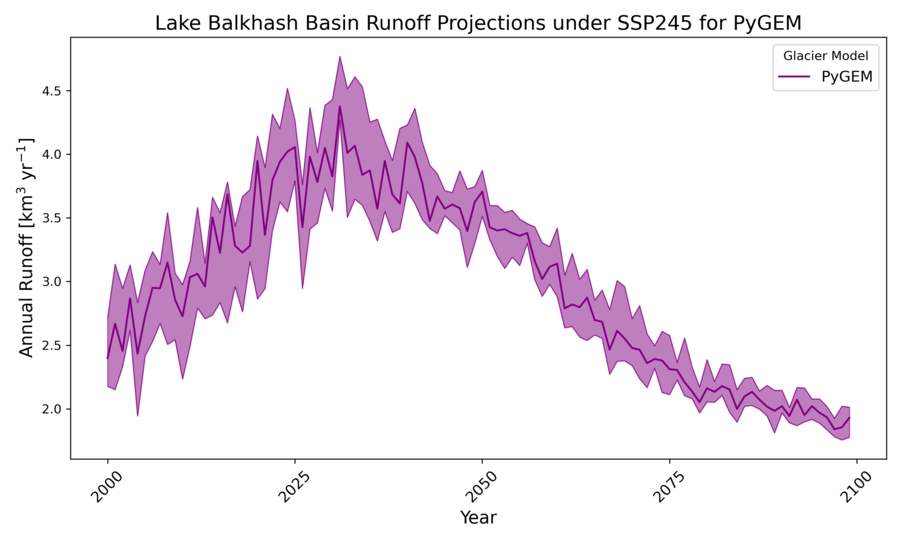 Lake Balkhash Basin Runoff Projections under SSP245 for PyGEM
Glacier Model
PyGEM
Annual Runoff [km³ yr⁻¹]
4.5
4.0
3.5
3.0
2.5
2.0
2000
2025
2050
2075
2100
Year